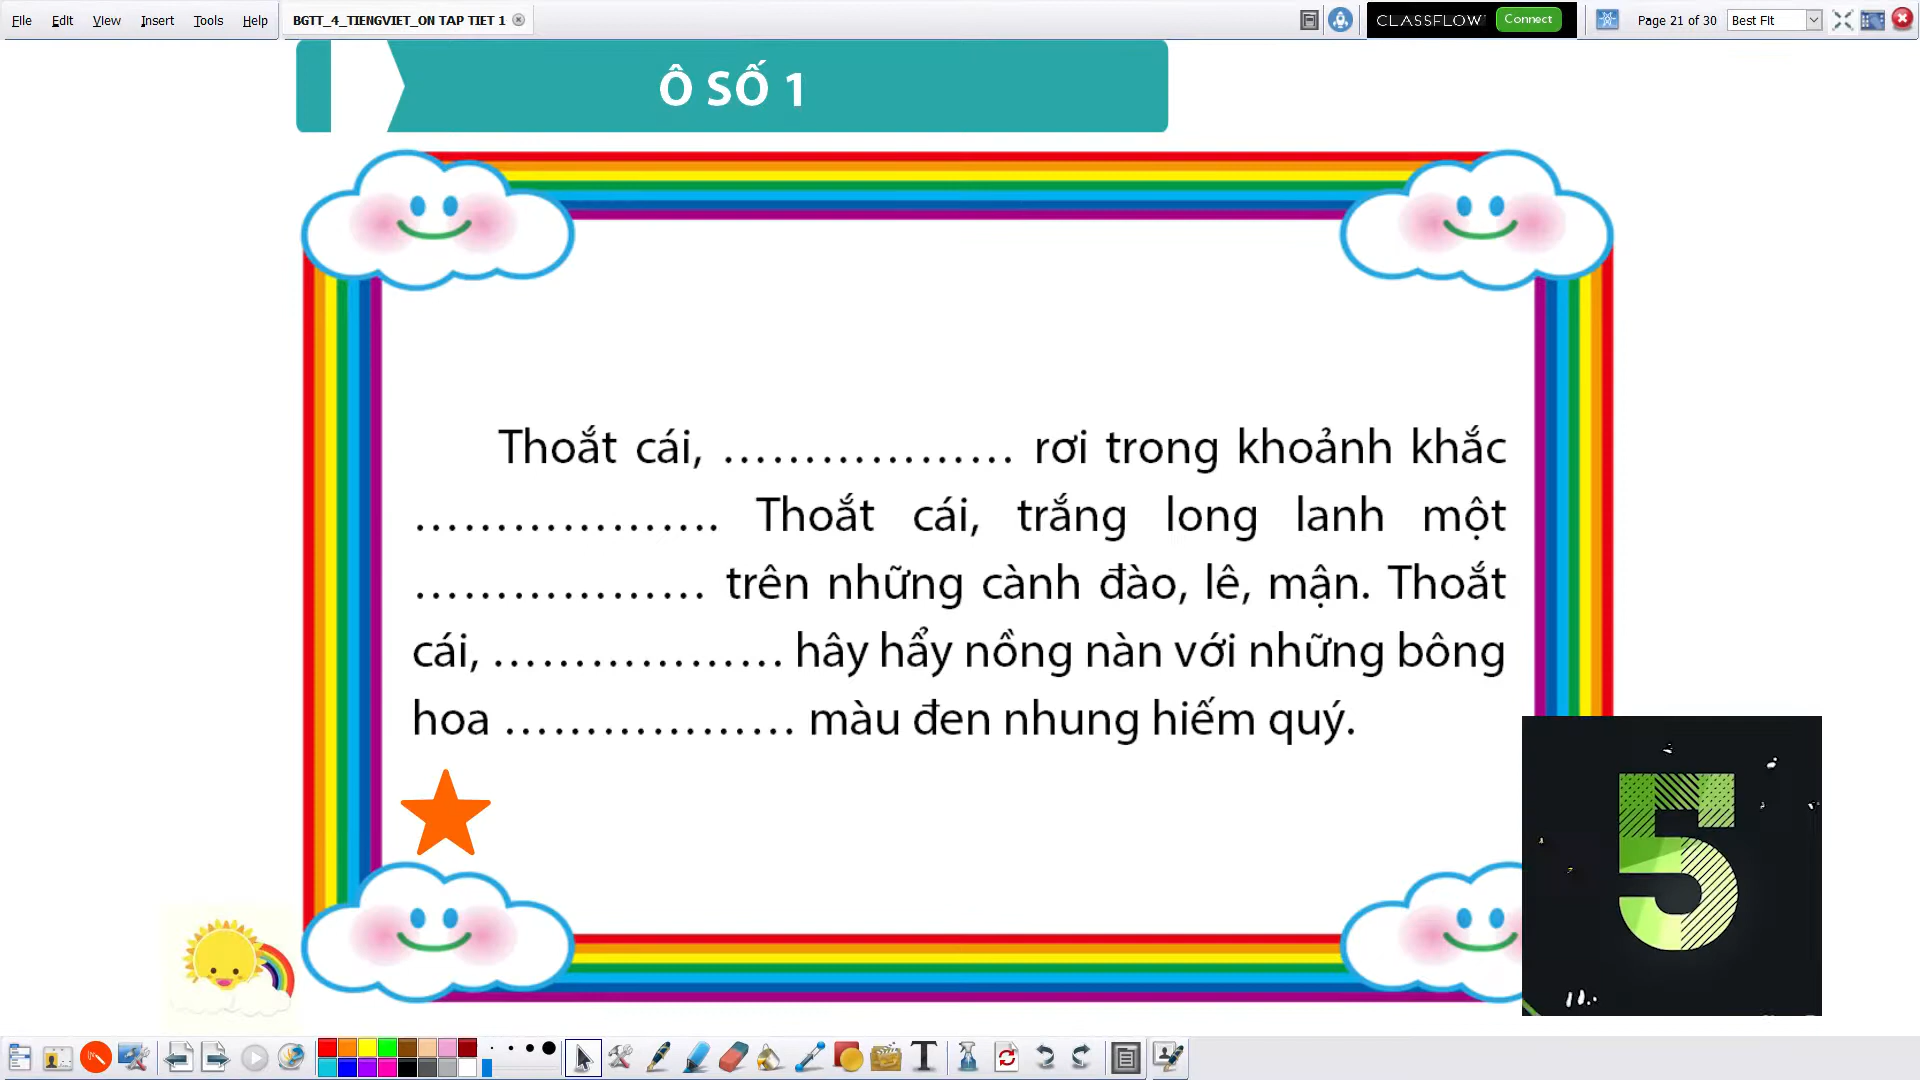 File Edit View Insert Tools Help BGTT_4_TIENGVIET_ON TAP TIET 1 CLASSFLOW Connect Page 21 of 30 Best Fit
Ô SỐ 1
Thoắt cái, ……………… rơi trong khoảnh khắc
………………. Thoắt cái, trắng long lanh một
……………… trên những cành đào, lê, mận. Thoắt
cái, ……………… hây hẩy nồng nàn với những bông
hoa ……………… màu đen nhung hiếm quý.
5
T